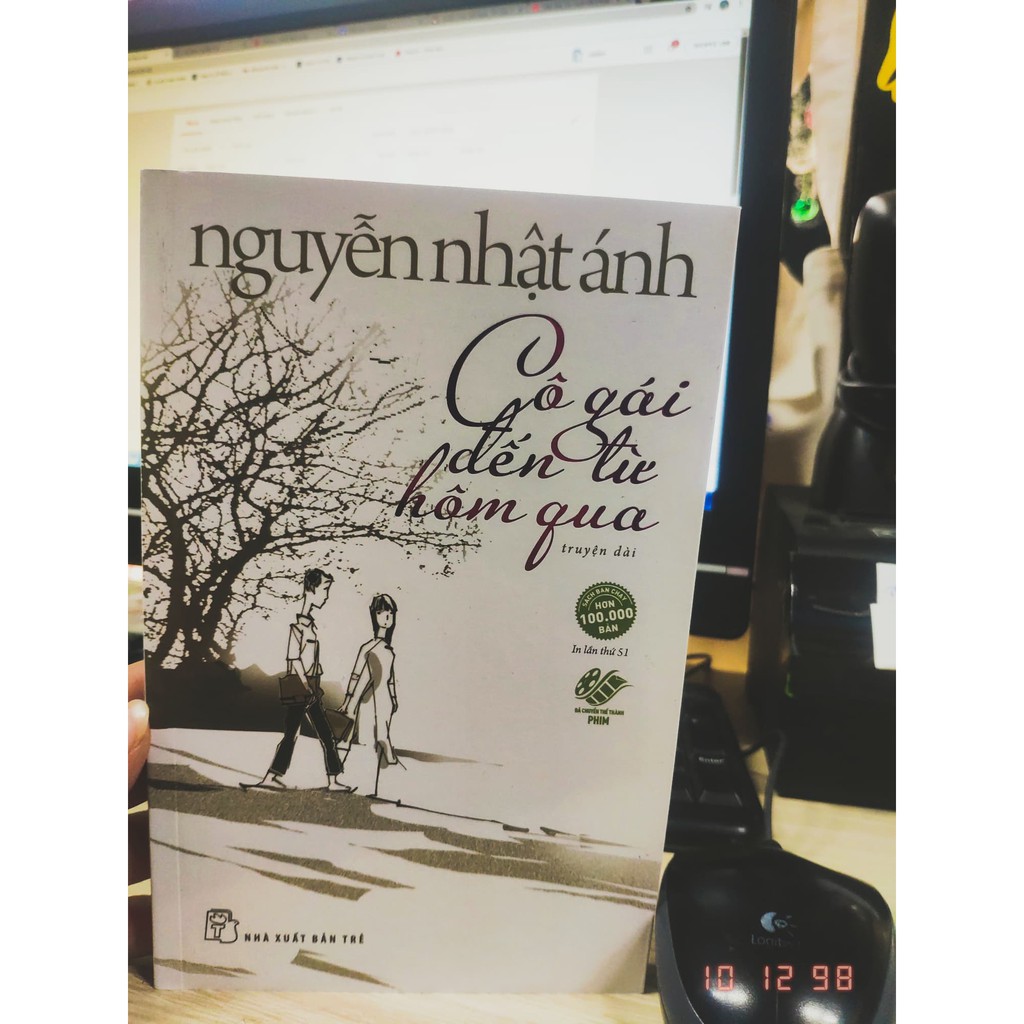 nguyễn nhật ánh
Cô gái
đến từ
hôm qua
truyện dài
SÁCH BÁN CHẠY
HƠN
100.000
BẢN
In lần thứ 51
ĐÃ CHUYỂN THỂ THÀNH
PHIM
NHÀ XUẤT BẢN TRẺ
10 12 98